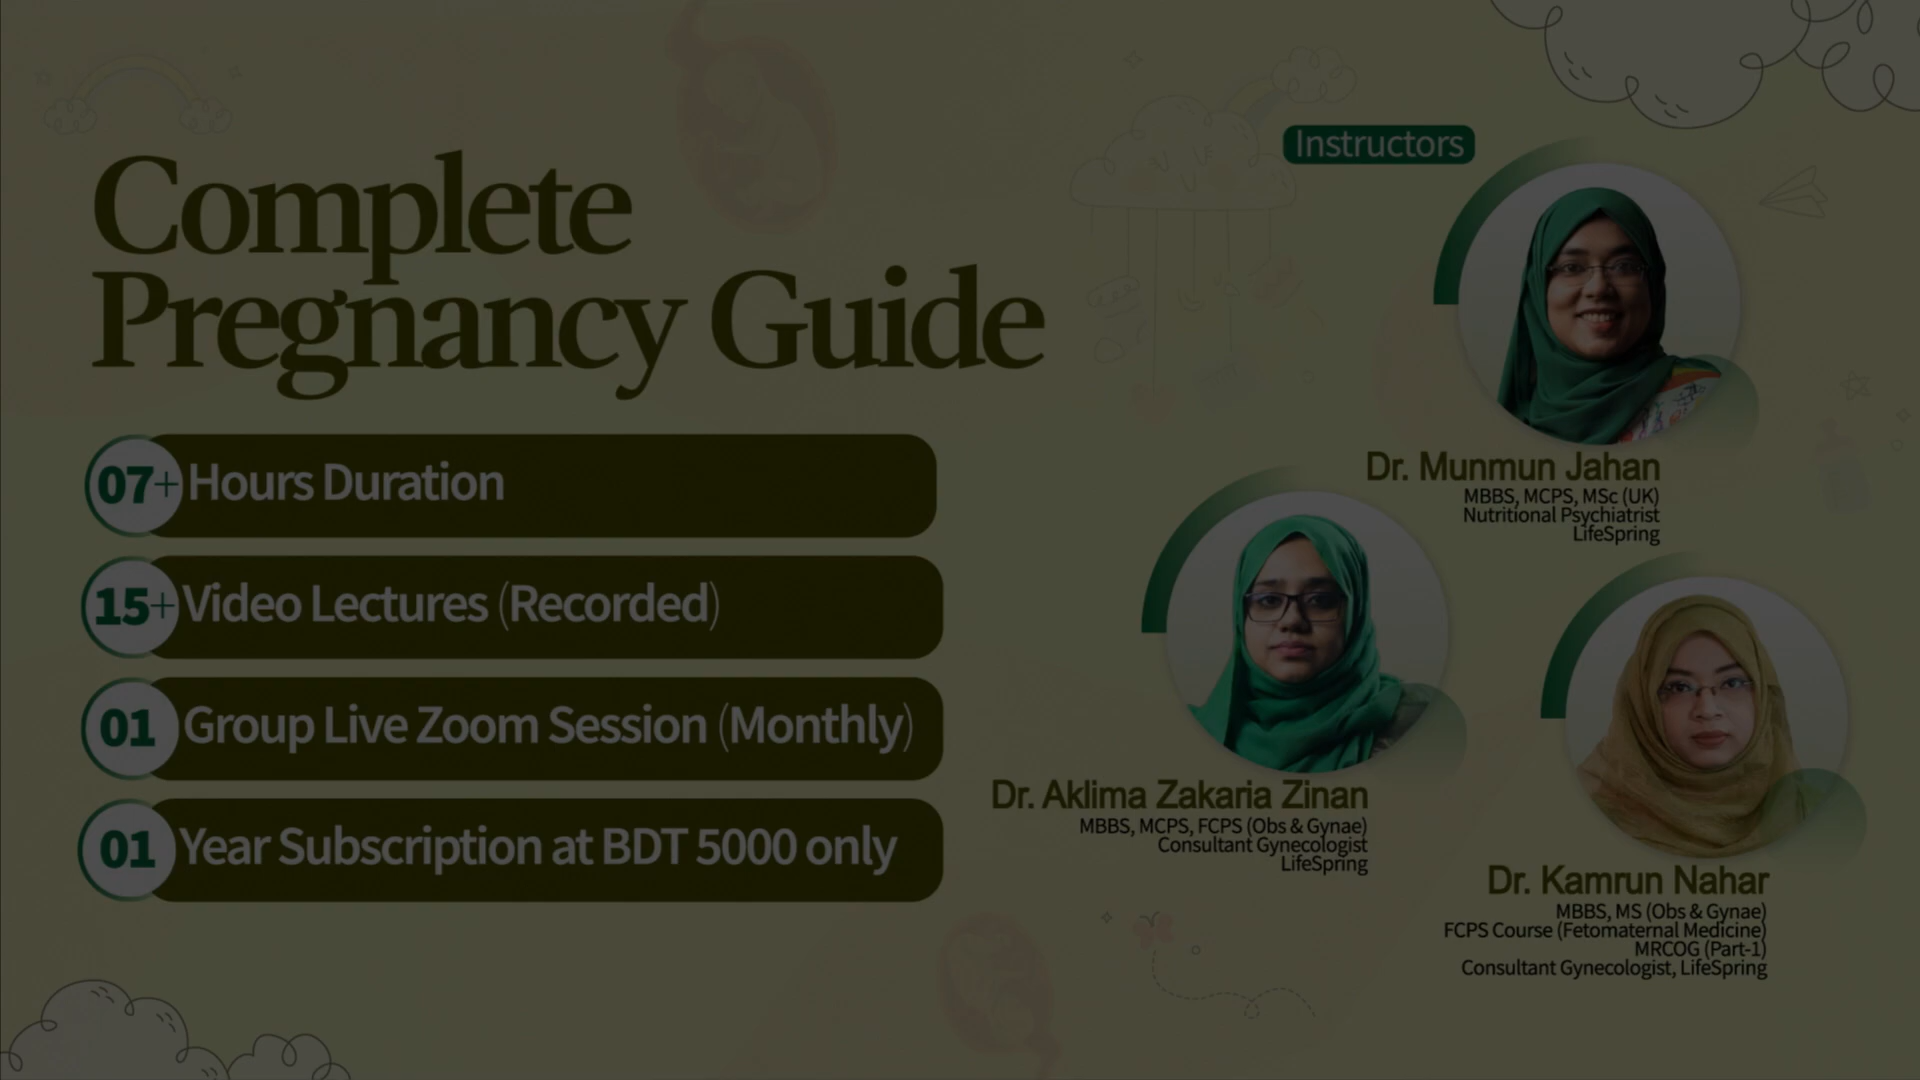 Complete
Pregnancy Guide
07+ Hours Duration
15+ Video Lectures (Recorded)
01 Group Live Zoom Session (Monthly)
01 Year Subscription at BDT 5000 only
Instructors
Dr. Munmun Jahan
MBBS, MCPS, MSc (UK)
Nutritional Psychiatrist
LifeSpring
Dr. Aklima Zakaria Zinan
MBBS, MCPS, FCPS (Obs & Gynae)
Consultant Gynecologist
LifeSpring
Dr. Kamrun Nahar
MBBS, MS (Obs & Gynae)
FCPS Course (Fetomaternal Medicine)
MRCOG (Part-1)
Consultant Gynecologist, LifeSpring